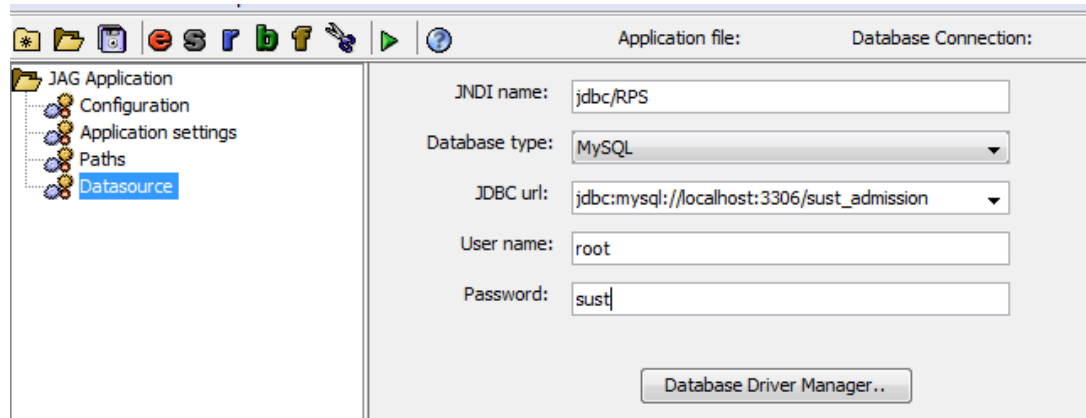 e s r b f ? Application file: Database Connection:
JAG Application
Configuration
Application settings
Paths
Datasource
JNDI name: jdbc/RPS
Database type: MySQL
JDBC url: jdbc:mysql://localhost:3306/sust_admission
User name: root
Password: sust
Database Driver Manager..